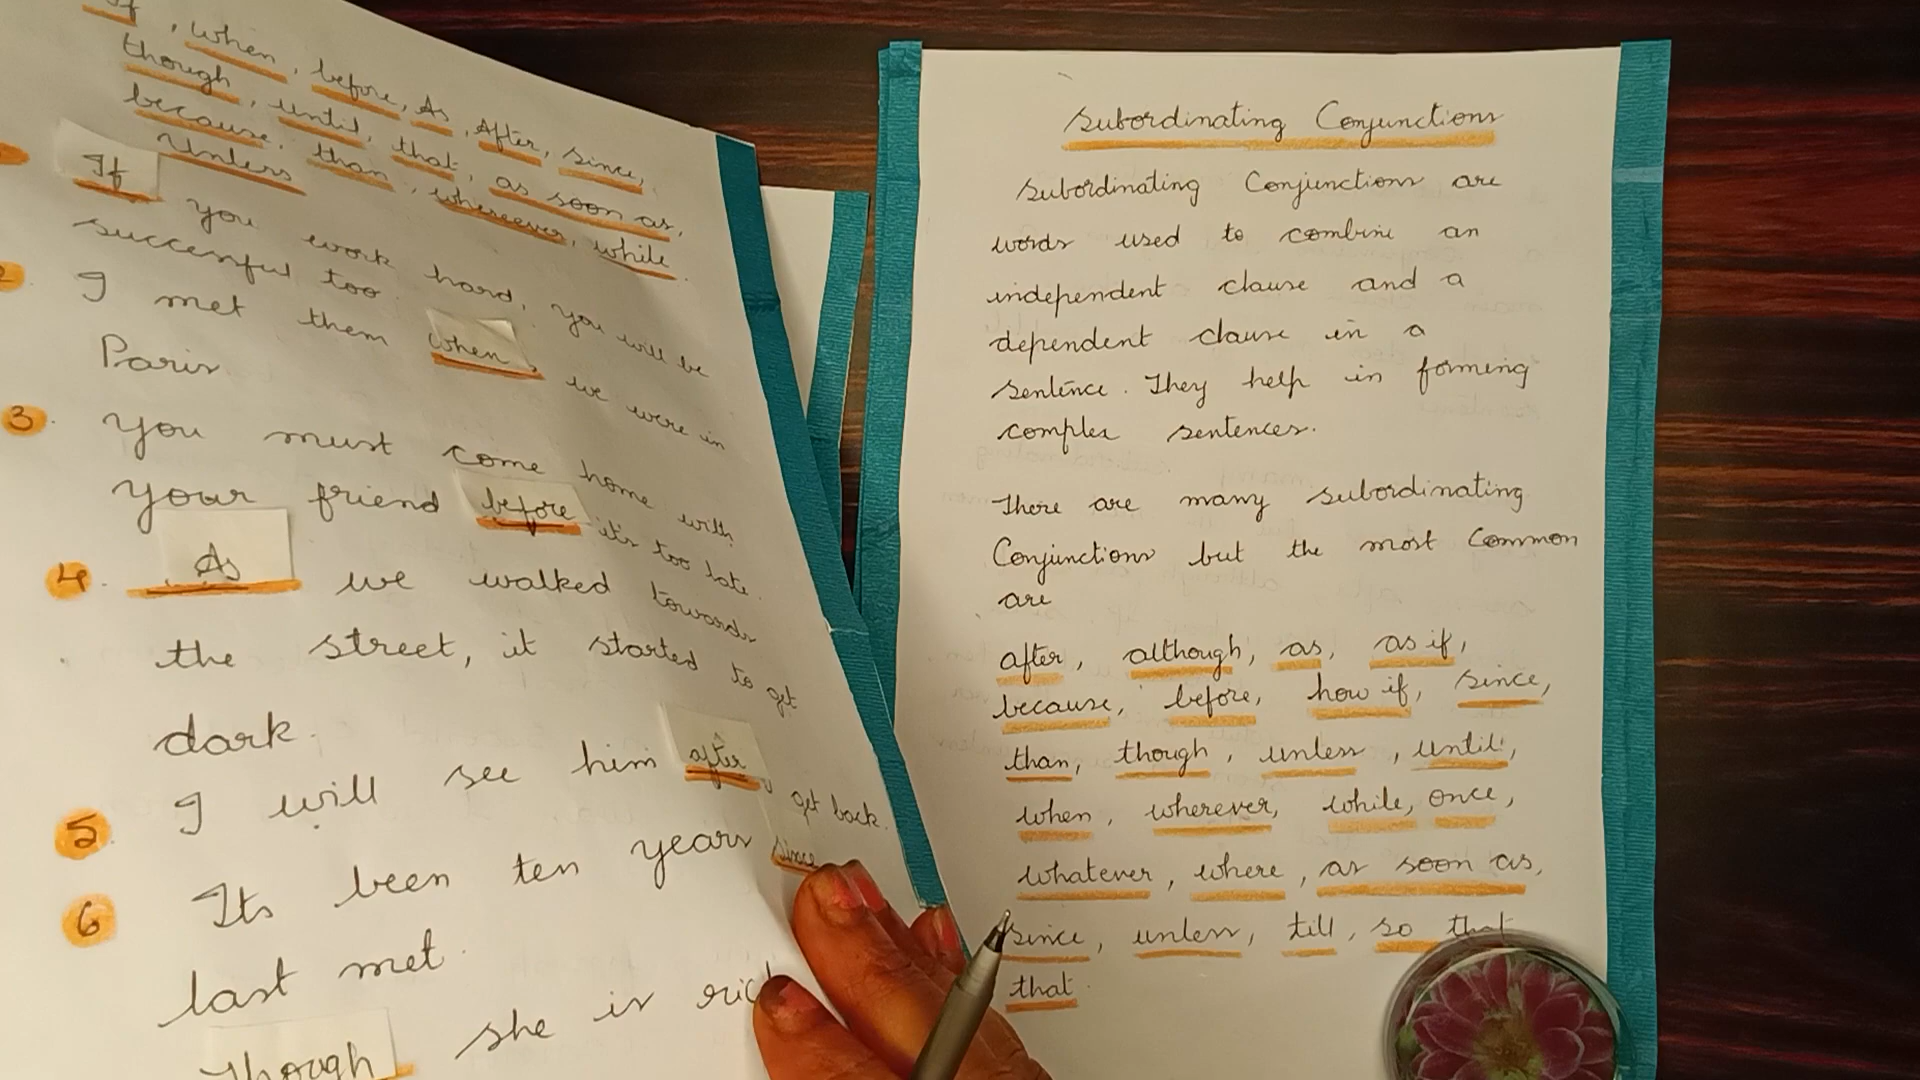 If, when, before, As, After, since,
though, until, that, as soon as,
because, than, whereever, while.
Unless
If you work hard, you will be
successful too.
2 I met them when we were in
Paris
3. You must come home with
your friend before it's too late.
4. As we walked towards
the street, it started to get
dark.
5 I will see him after I get back.
6 Its been ten years since
last met.
Though she is rich
Subordinating Conjunctions
Subordinating Conjunctions are
words used to combine an
independent clause and a
dependent clause in a
sentence. They help in forming
complex sentences.
There are many subordinating
Conjunctions but the most Common
are
after, although, as, as if,
because, before, how if, since,
than, though, unless, until,
when, wherever, while, once,
whatever, where, as soon as,
since, unless, till, so that
that.